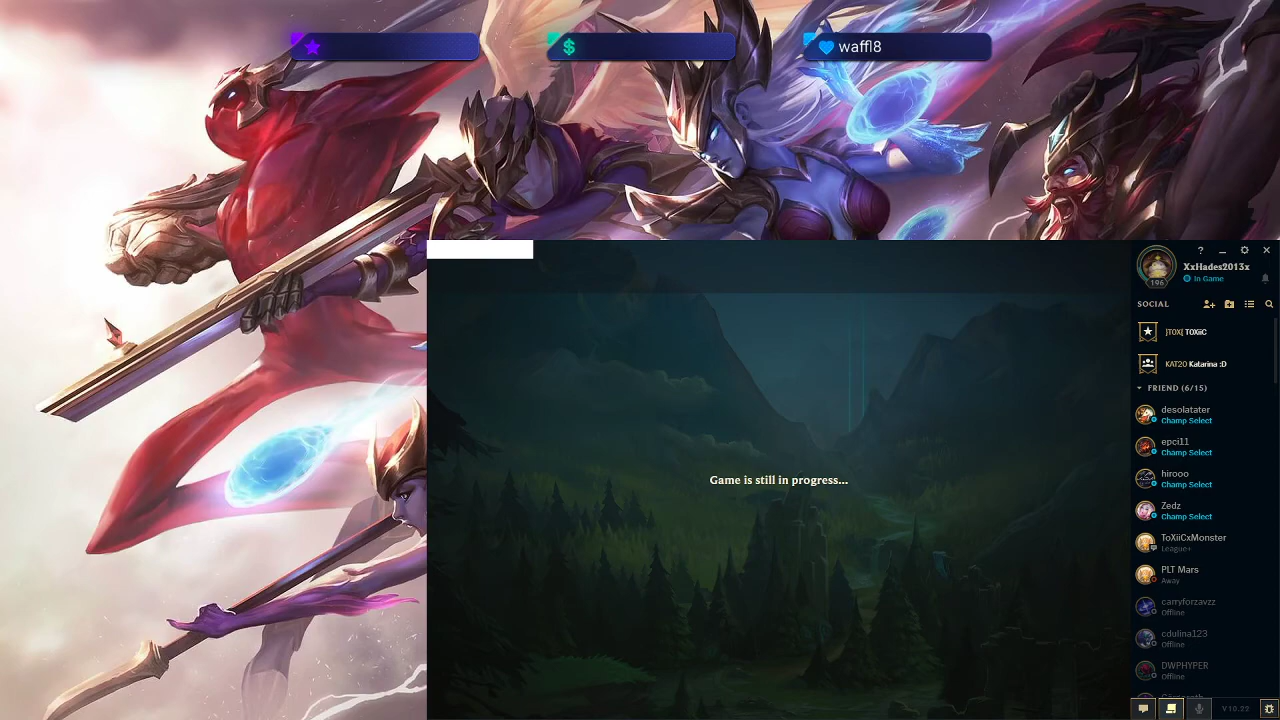 waffl8
XxHades2013x
196
In Game
SOCIAL
]TOX[ TOXiiC
KAT20 Katarina :D
FRIEND (6/15)
desolatater
Champ Select
epci11
Champ Select
hirooo
Champ Select
Game is still in progress...
Zedz
Champ Select
ToXiiCxMonster
League+
PLT Mars
Away
carryforzavzz
Offline
cdulina123
Offline
DWPHYPER
Offline
V10.22